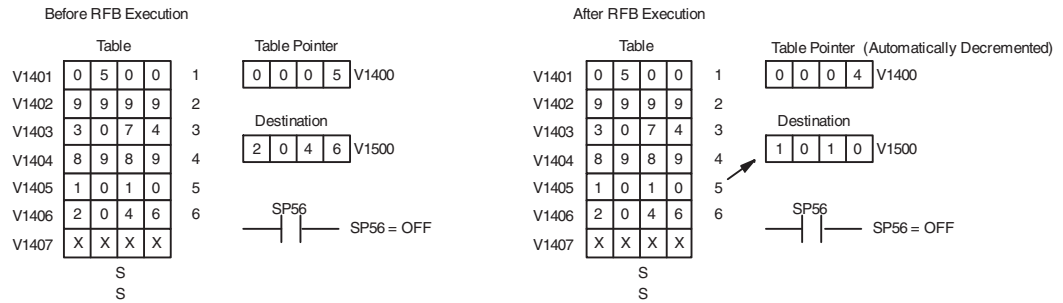 Before RFB Execution
Table
Table Pointer
V1401 0 5 0 0 1
0 0 0 5 V1400
V1402 9 9 9 9 2
Destination
V1403 3 0 7 4 3
2 0 4 6 V1500
V1404 8 9 8 9 4
V1405 1 0 1 0 5
V1406 2 0 4 6 6
SP56
SP56 = OFF
V1407 X X X X
S
S
After RFB Execution
Table
Table Pointer (Automatically Decremented)
V1401 0 5 0 0 1
0 0 0 4 V1400
V1402 9 9 9 9 2
Destination
V1403 3 0 7 4 3
1 0 1 0 V1500
V1404 8 9 8 9 4
V1405 1 0 1 0 5
V1406 2 0 4 6 6
SP56
SP56 = OFF
V1407 X X X X
S
S